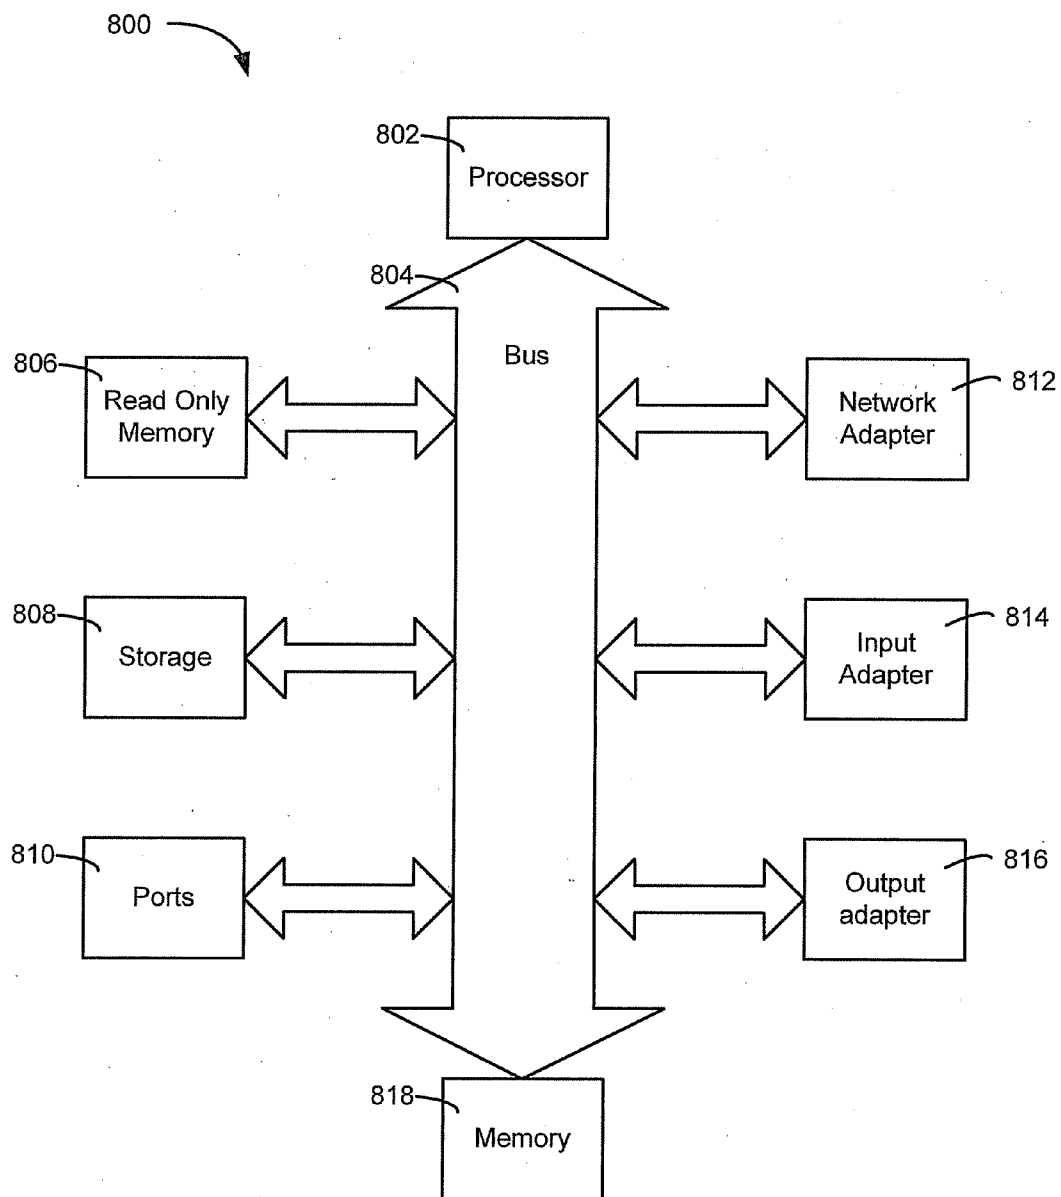 800
802
Processor
804
Bus
806
Read Only
Memory
812
Network
Adapter
808
Storage
814
Input
Adapter
810
Ports
816
Output
adapter
818
Memory